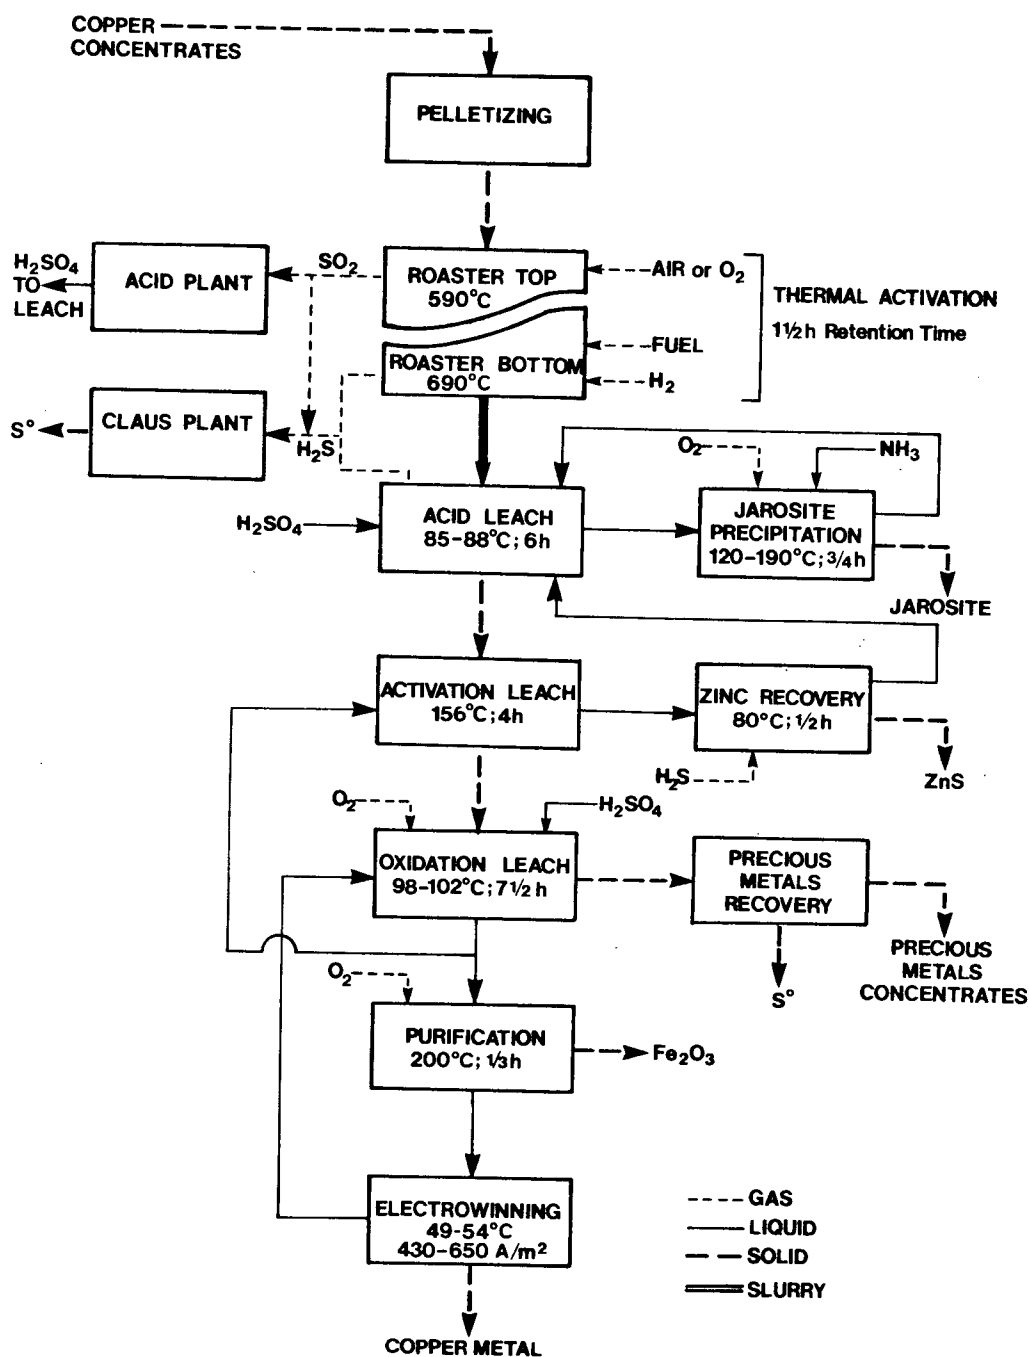 COPPER
CONCENTRATES
PELLETIZING
H₂SO₄
TO
LEACH
ACID PLANT
SO₂
ROASTER TOP
590°C
AIR or O₂
THERMAL ACTIVATION
1½h Retention Time
FUEL
ROASTER BOTTOM
690°C
H₂
S°
CLAUS PLANT
H₂S
O₂
NH₃
H₂SO₄
ACID LEACH
85-88°C; 6h
JAROSITE
PRECIPITATION
120-190°C; ¾h
JAROSITE
ACTIVATION LEACH
156°C; 4h
ZINC RECOVERY
80°C; ½h
H₂S
ZnS
O₂
H₂SO₄
OXIDATION LEACH
98-102°C; 7½h
PRECIOUS
METALS
RECOVERY
PRECIOUS
METALS
CONCENTRATES
S°
O₂
PURIFICATION
200°C; ⅓h
Fe₂O₃
ELECTROWINNING
49-54°C
430-650 A/m²
GAS
LIQUID
SOLID
SLURRY
COPPER METAL